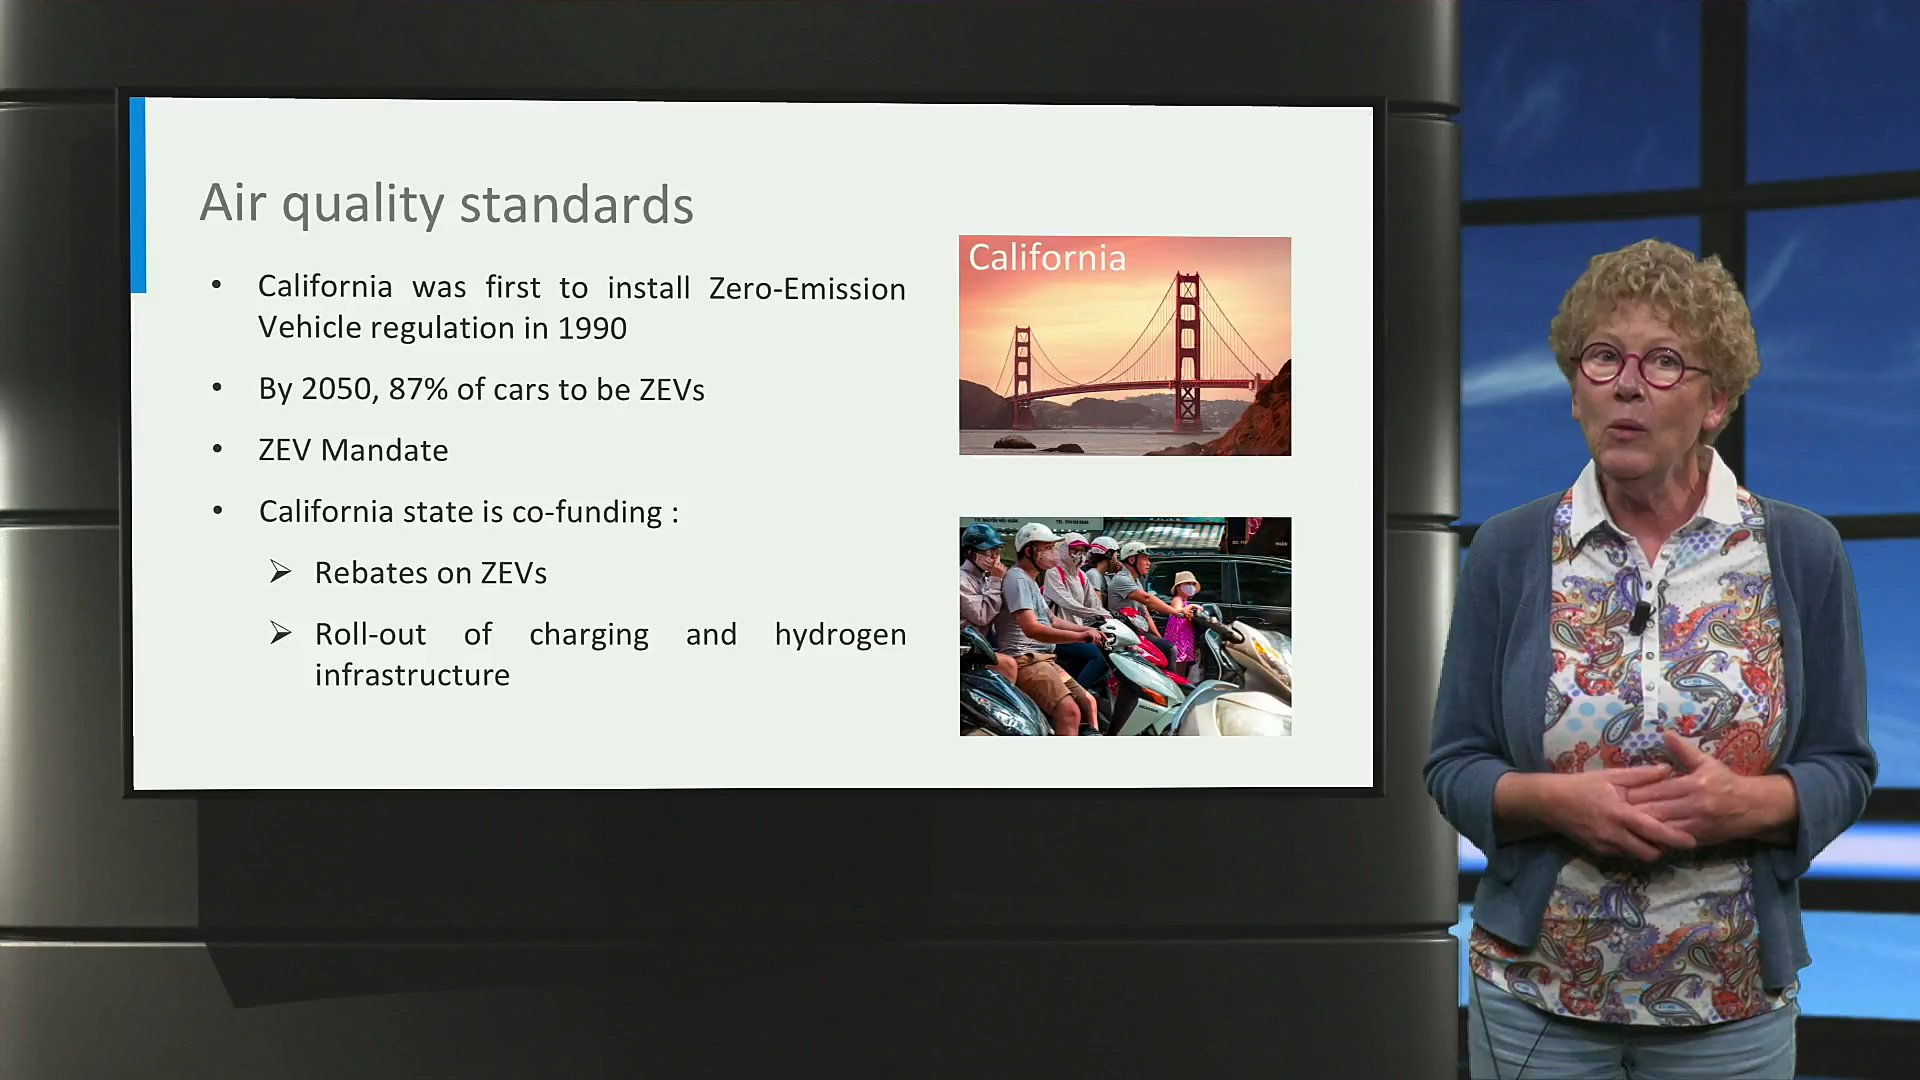 Air quality standards
• California was first to install Zero-Emission
Vehicle regulation in 1990
• By 2050, 87% of cars to be ZEVs
• ZEV Mandate
• California state is co-funding :
➢ Rebates on ZEVs
➢ Roll-out of charging and hydrogen
infrastructure
California